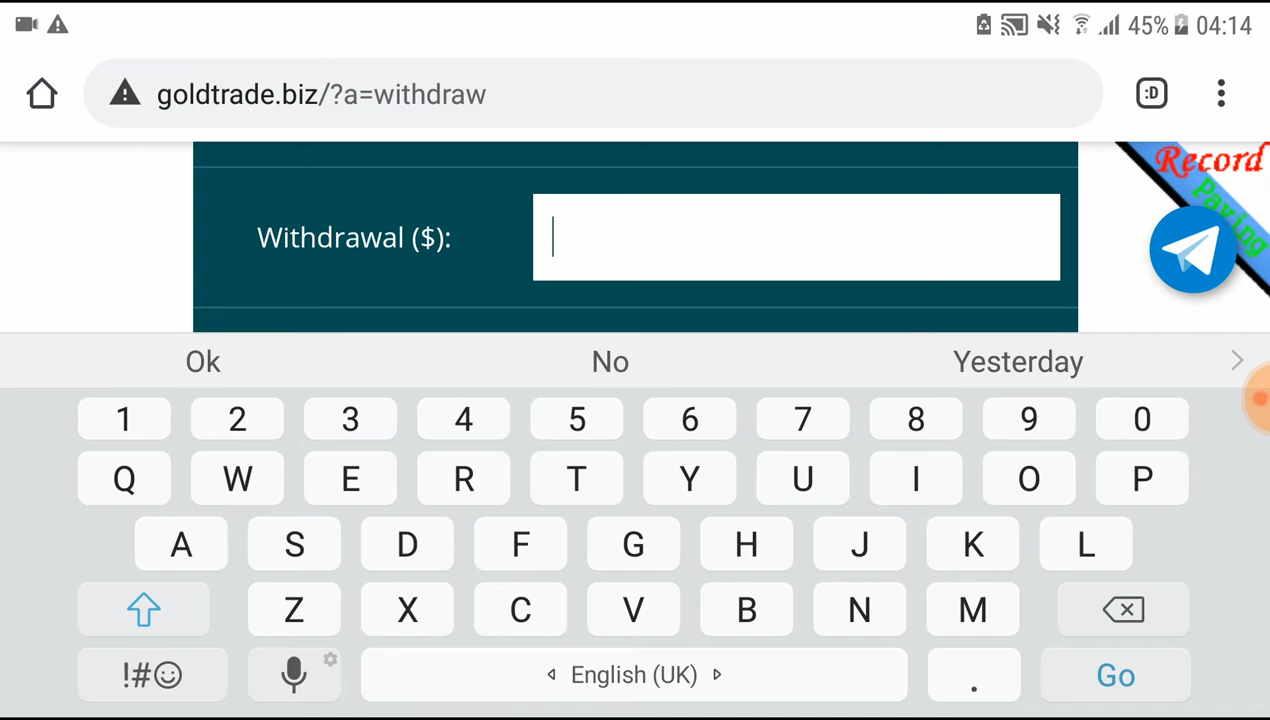 45% 04:14
goldtrade.biz/?a=withdraw
:D
Record
Paying
Withdrawal ($):
Ok No Yesterday
1 2 3 4 5 6 7 8 9 0
Q W E R T Y U I O P
A S D F G H J K L
Z X C V B N M
!#☺ English (UK) . Go